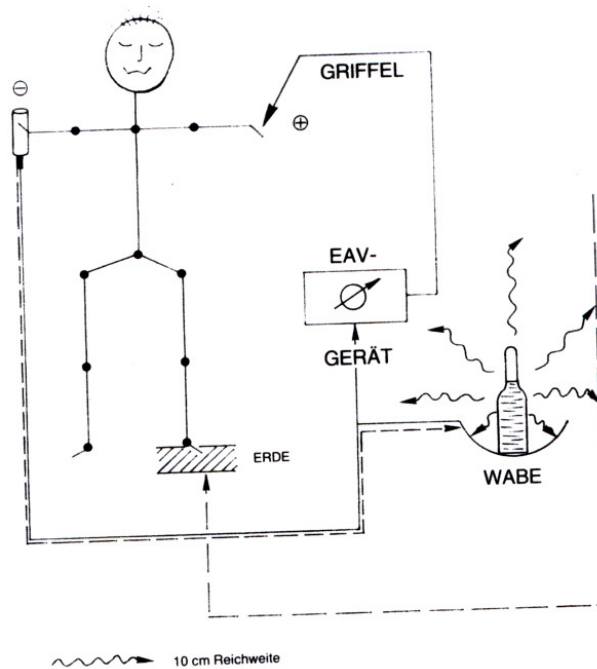 GRIFFEL
⊖
⊕
EAV-
GERÄT
ERDE
WABE
10 cm Reichweite